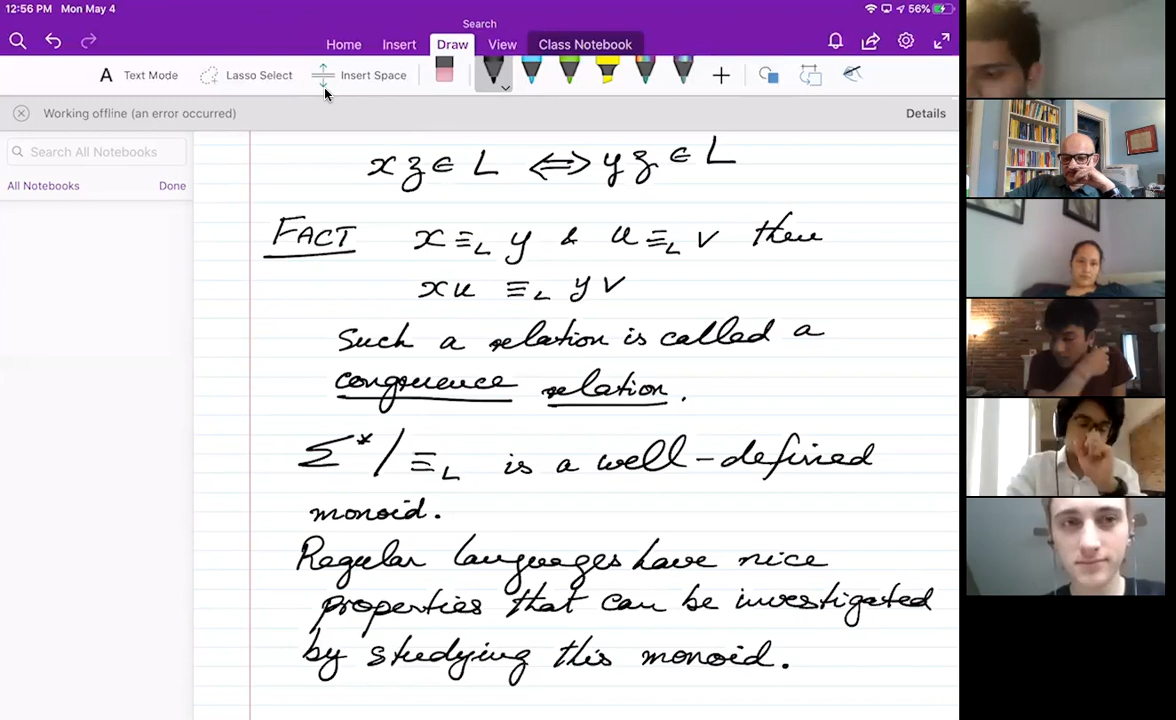 12:56 PM Mon May 4
Search
56%
Home Insert Draw View Class Notebook
A Text Mode Lasso Select Insert Space
Working offline (an error occurred) Details
Search All Notebooks
All Notebooks Done
x z ∈ L ⟺ y z ∈ L
FACT x ≡L y & u ≡L v then
xu ≡L yv
Such a relation is called a
congruence relation.
Σ* / ≡L is a well-defined
monoid.
Regular languages have nice
properties that can be investigated
by studying this monoid.